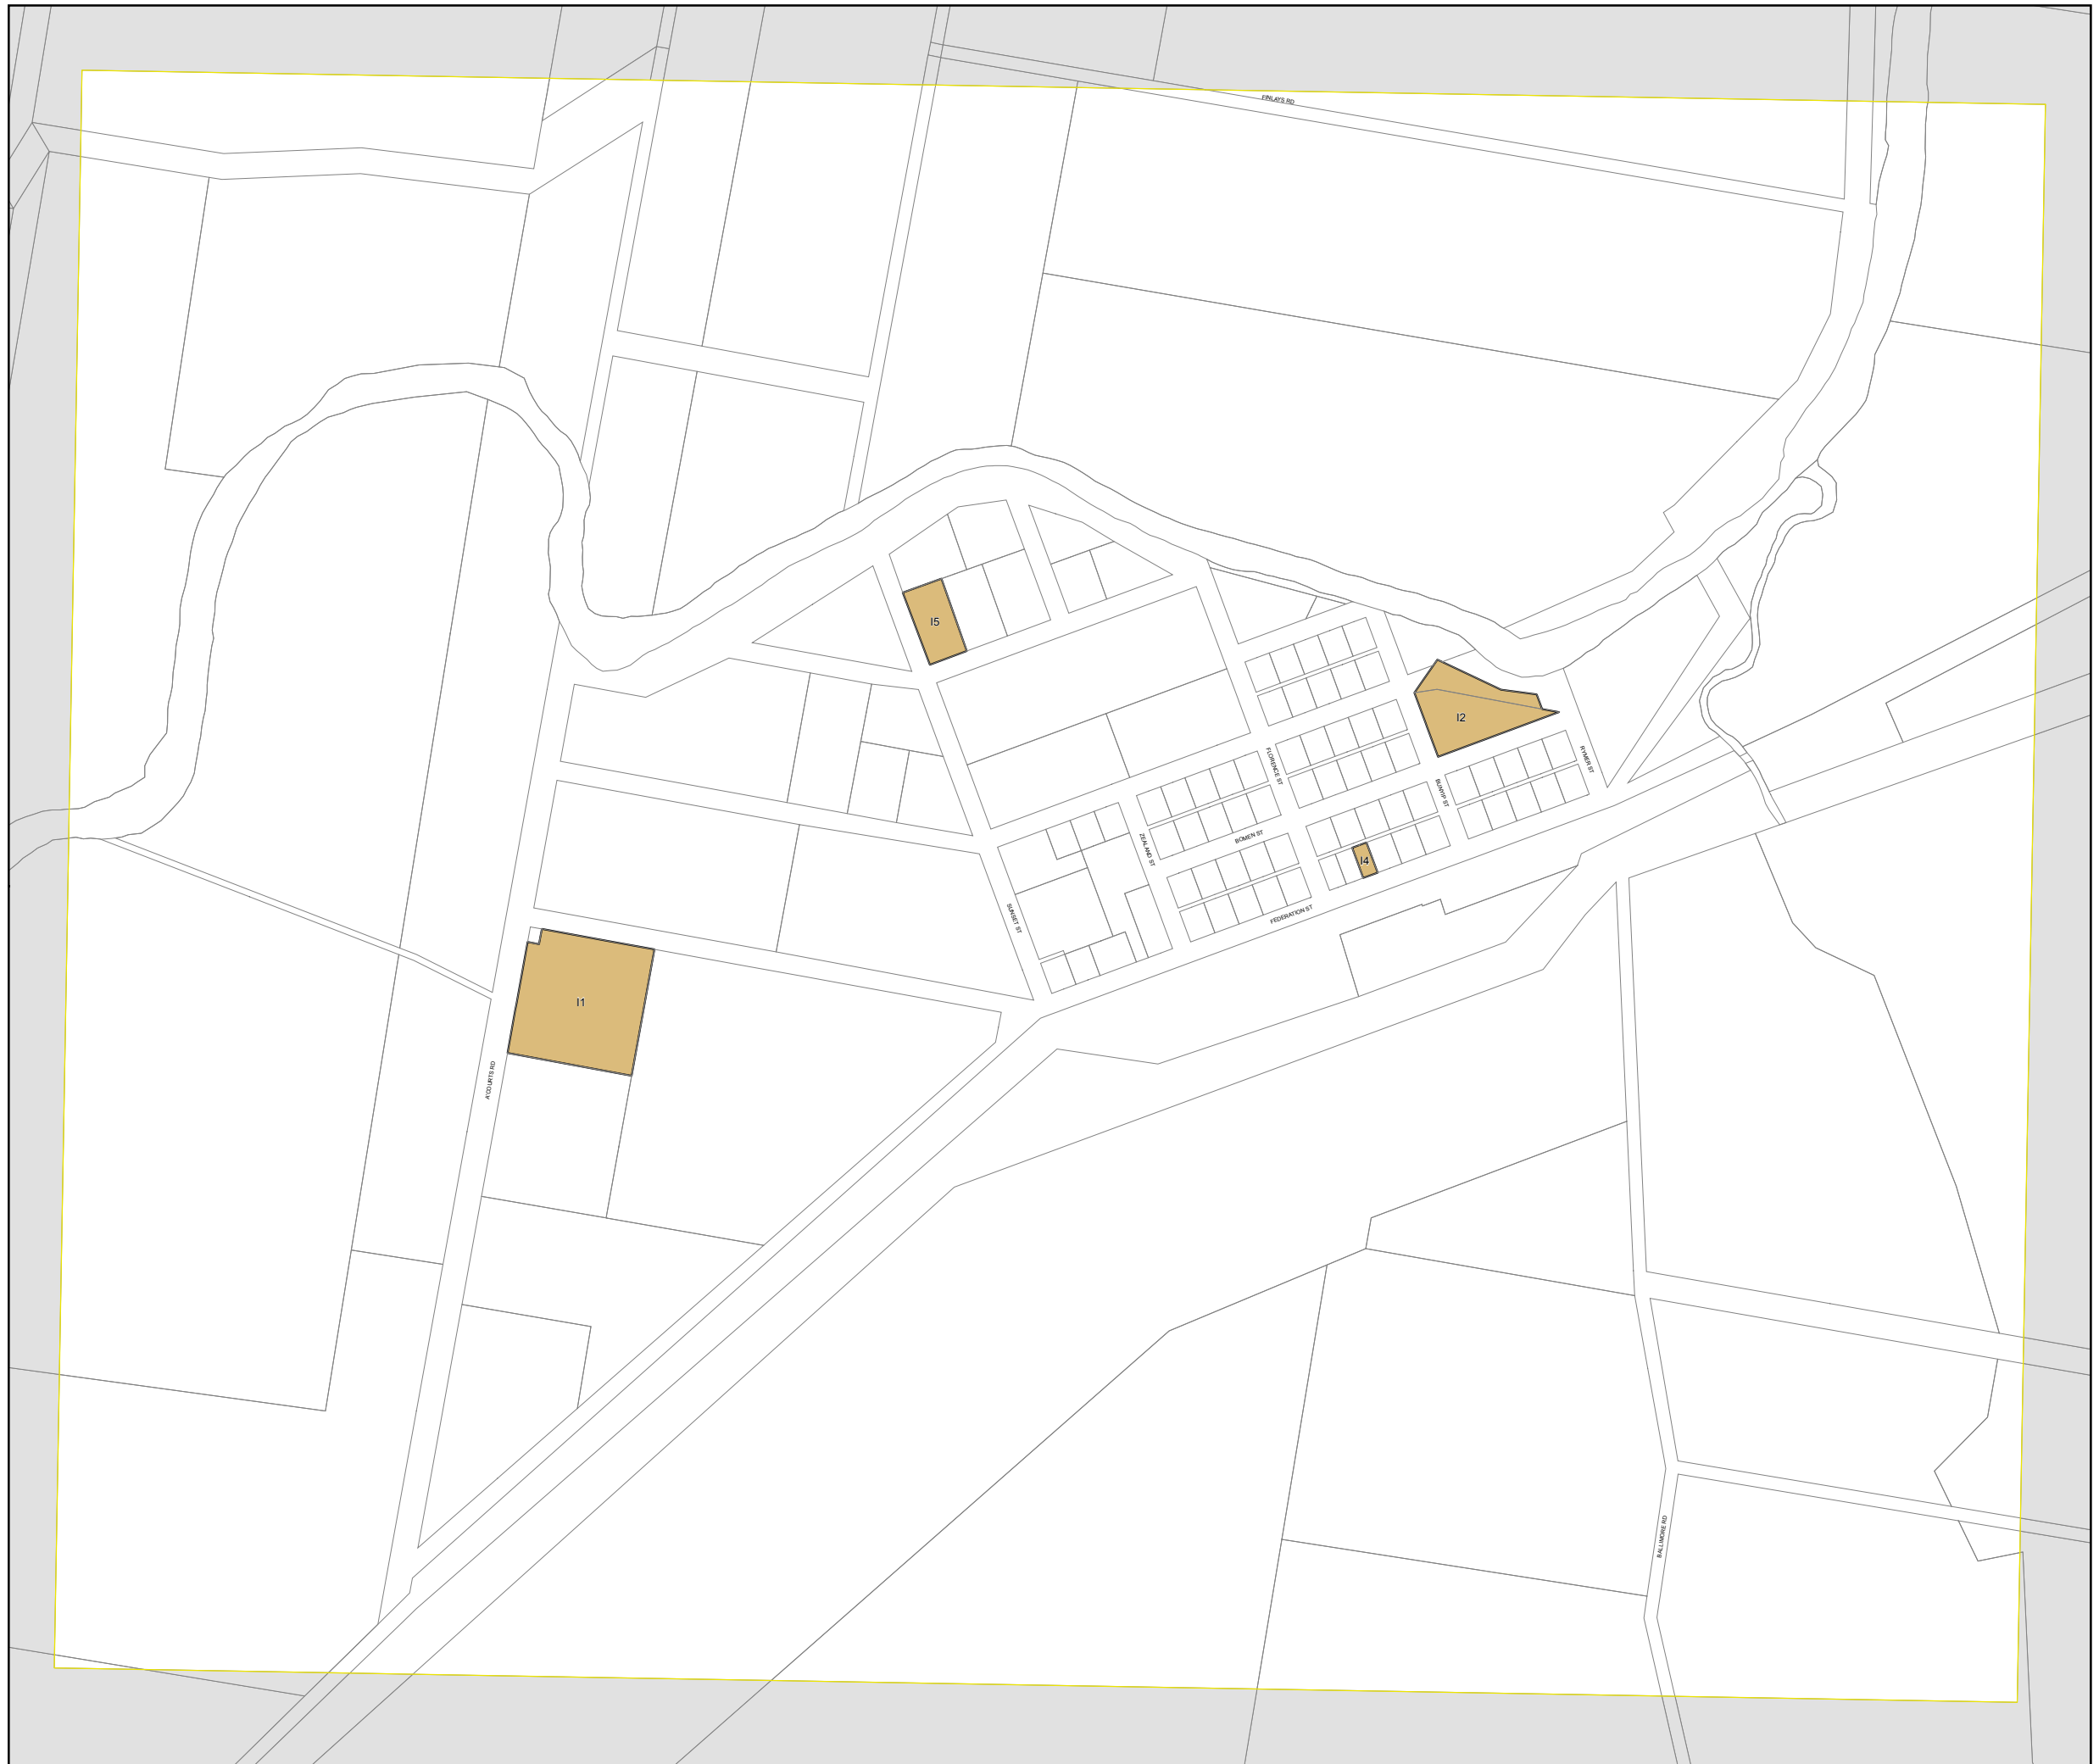 FINLAYS RD
I5
I2
FLORENCE ST
RYMER ST
BUNYIP ST
BOMEN ST
ZEALAND ST
I4
SUNSET ST
FEDERATION ST
I1
A'COURTS RD
BALLIMORE RD